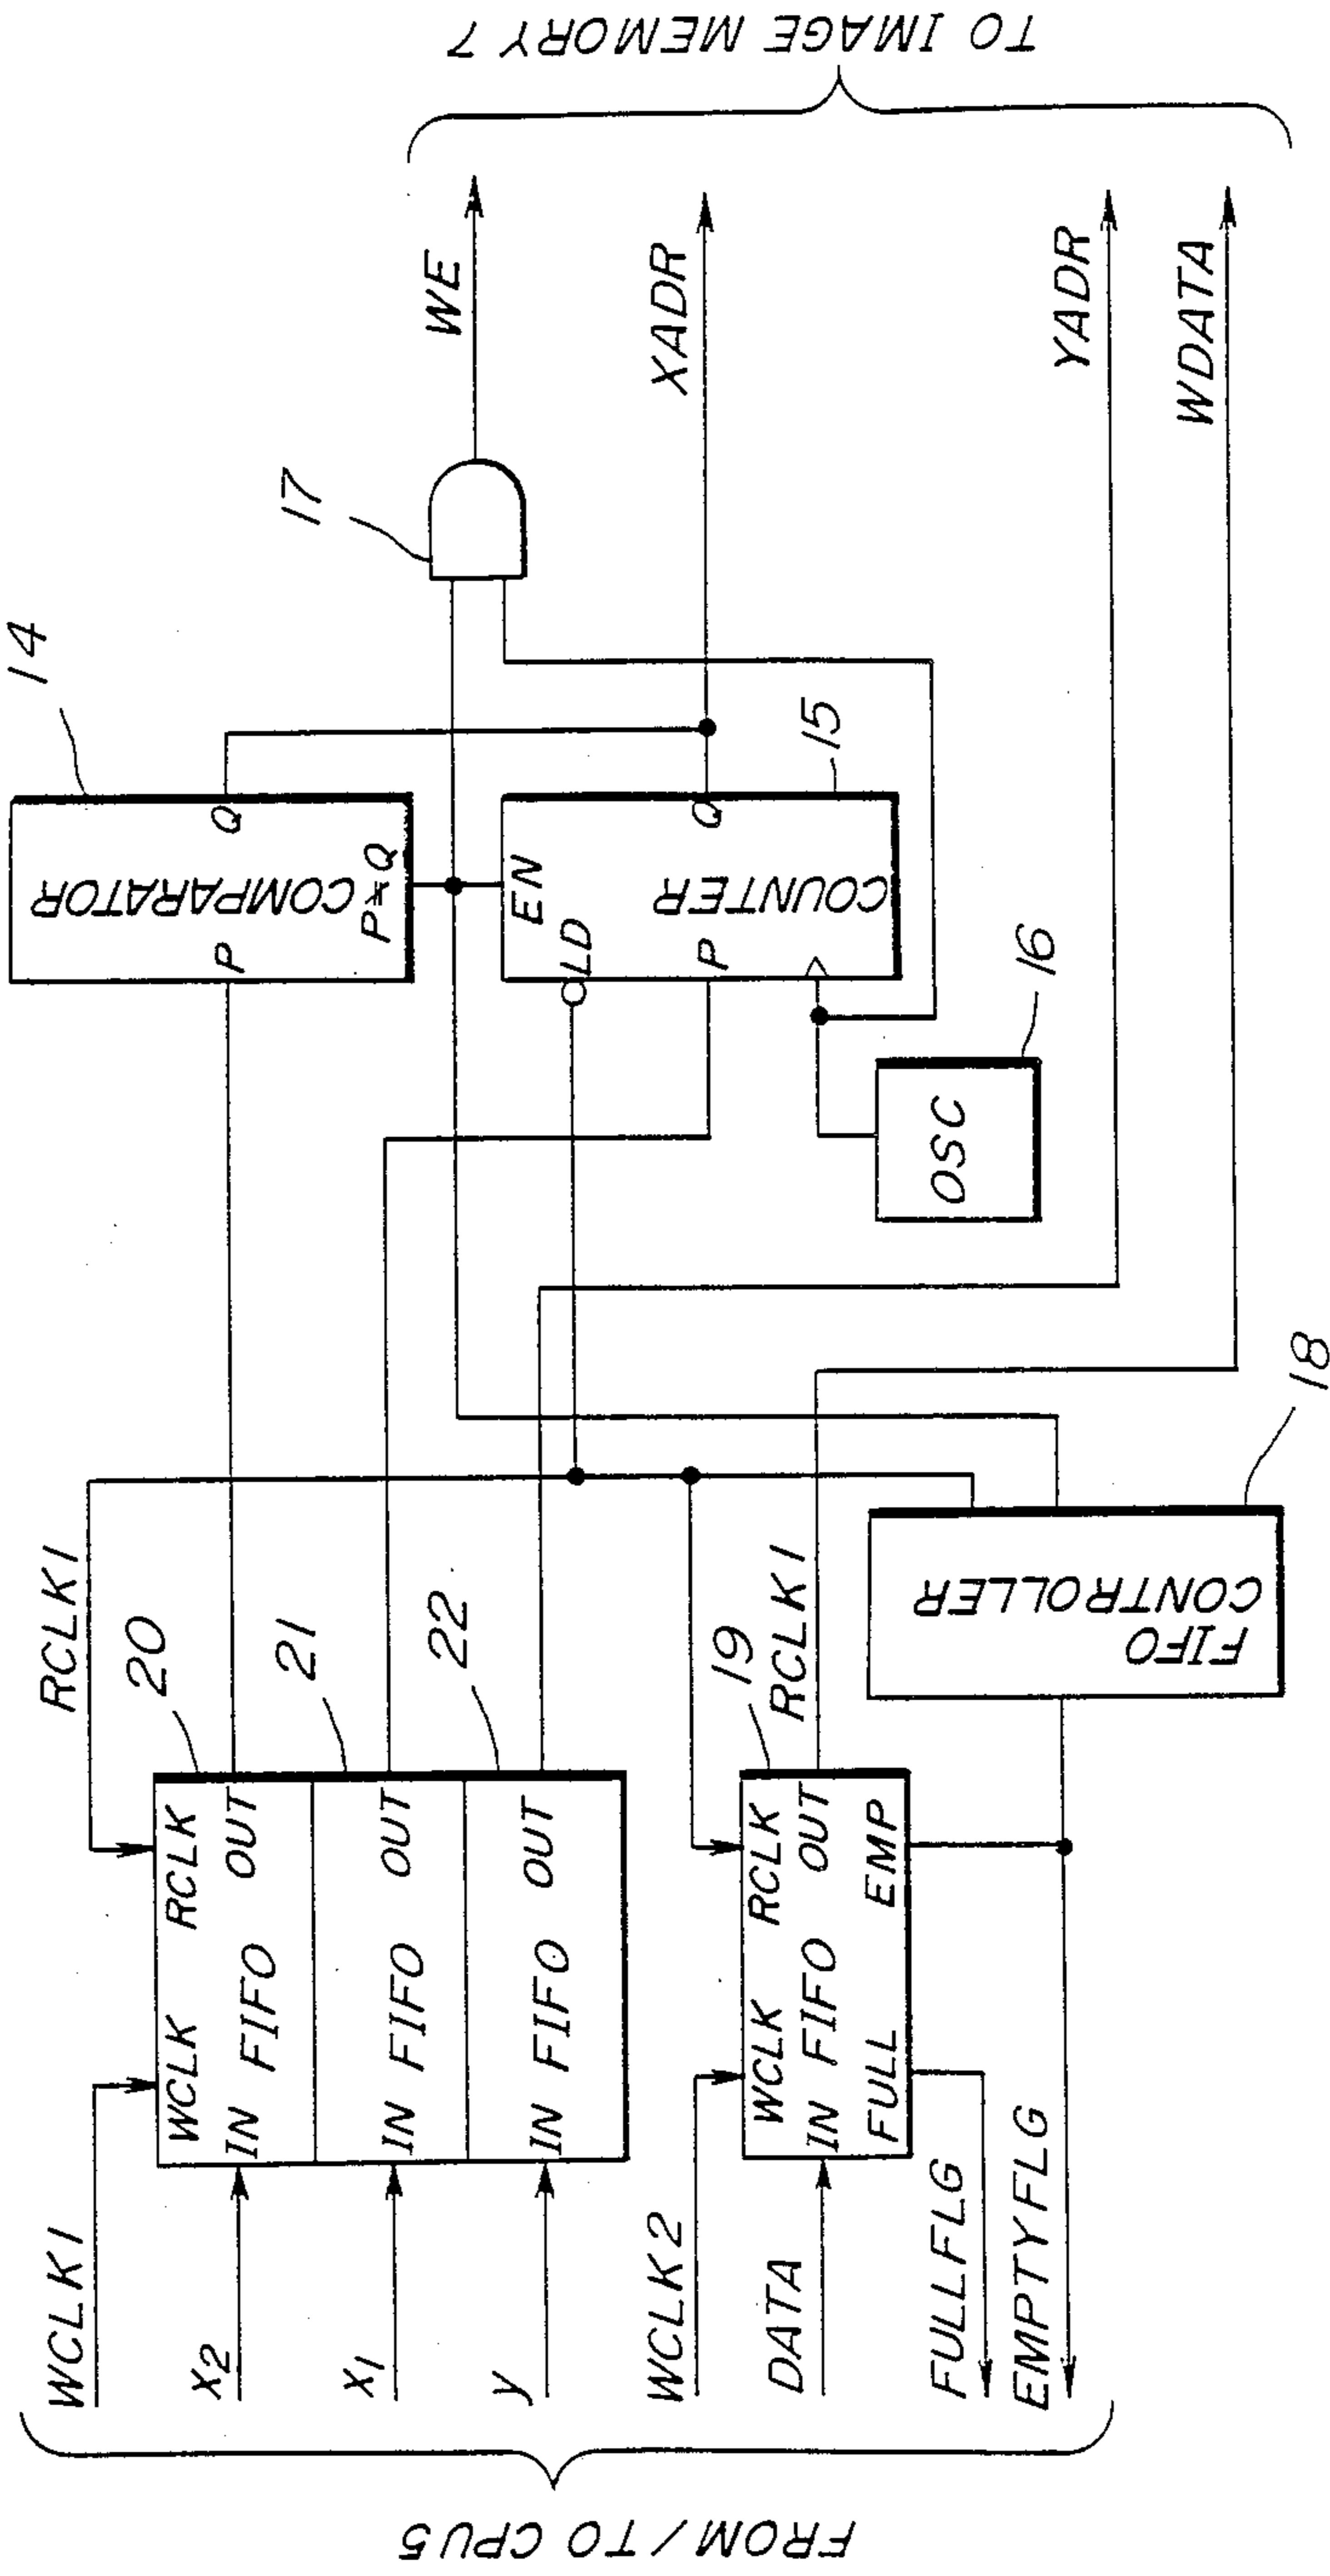 FROM/TO CPU5
WCLK1
X2
X1
y
WCLK2
DATA
FULLFLG
EMPTYFLG
WCLK RCLK
IN FIFO OUT
IN FIFO OUT
IN FIFO OUT
RCLK1
20
21
22
WCLK RCLK
IN FIFO OUT
FULL EMP
19
RCLK1
FIFO
CONTROLLER
18
COMPARATOR
P
Q
P≠Q
14
EN
LD
P
Q
COUNTER
15
OSC
16
17
WE
XADR
YADR
WDATA
TO IMAGE MEMORY 7